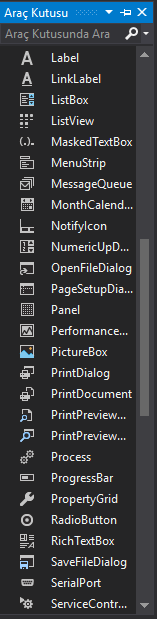 Araç Kutusu
Araç Kutusunda Ara
Label
LinkLabel
ListBox
ListView
MaskedTextBox
MenuStrip
MessageQueue
MonthCalend...
NotifyIcon
NumericUpD...
OpenFileDialog
PageSetupDia...
Panel
Performance...
PictureBox
PrintDialog
PrintDocument
PrintPreview...
PrintPreview...
Process
ProgressBar
PropertyGrid
RadioButton
RichTextBox
SaveFileDialog
SerialPort
ServiceContr...